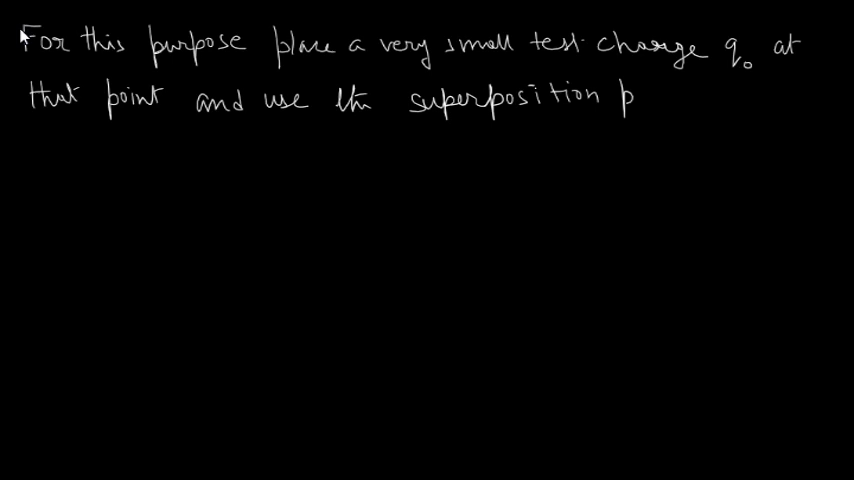 For this purpose place a very small test charge q₀ at
that point and use the superposition p